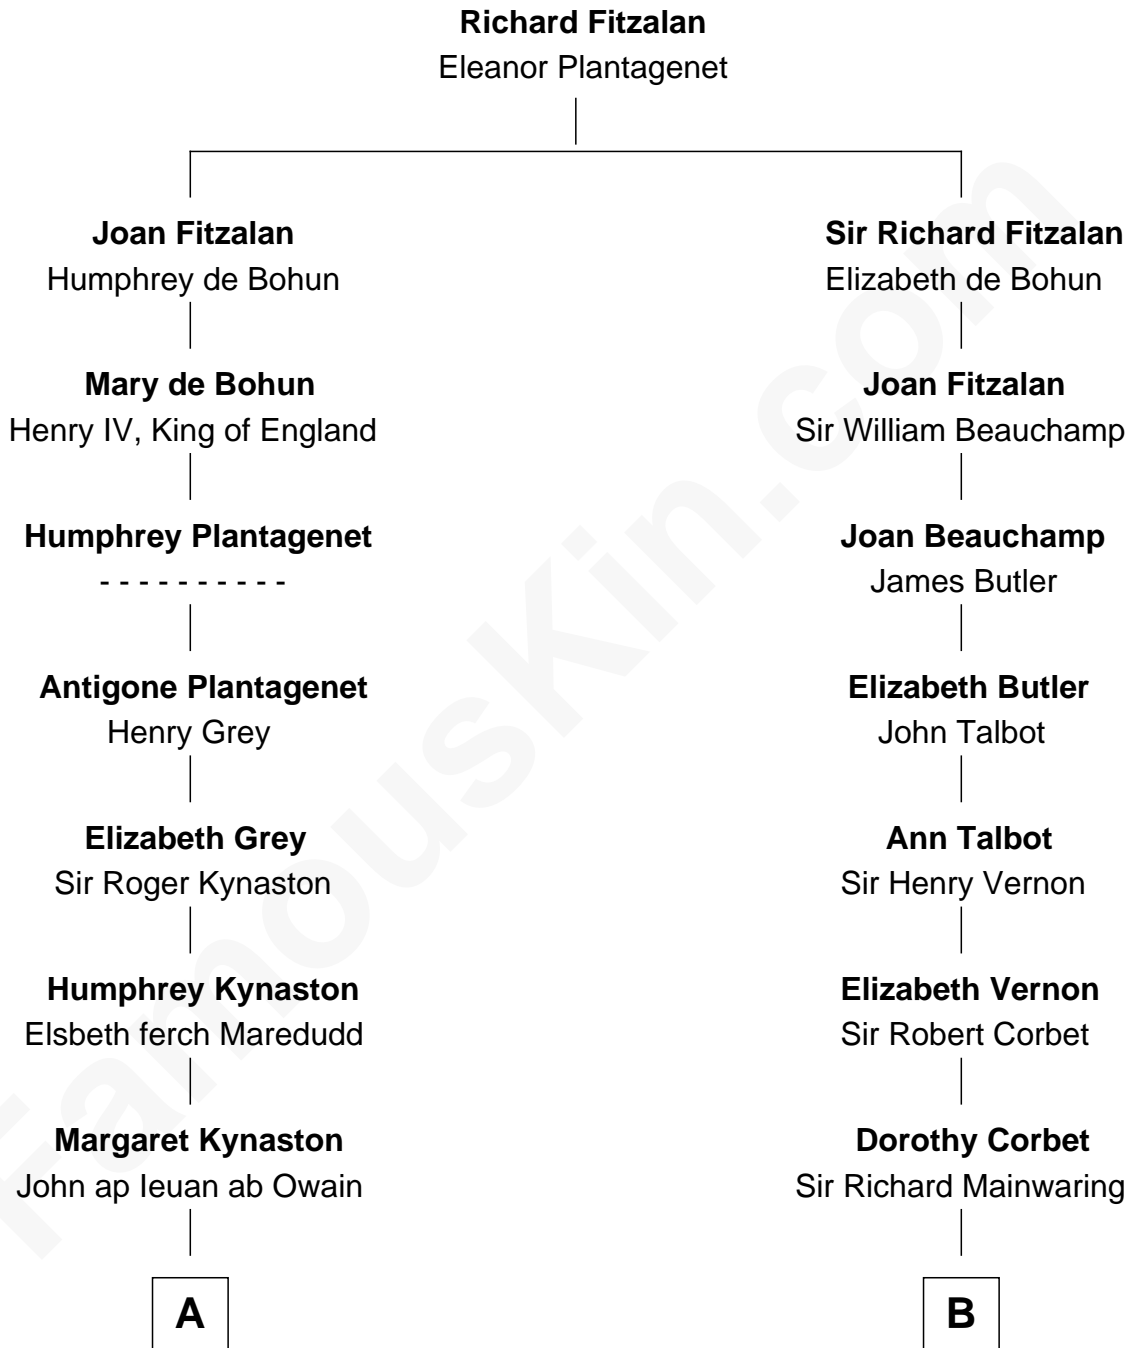 Richard Fitzalan
Eleanor Plantagenet
Joan Fitzalan
Humphrey de Bohun
Sir Richard Fitzalan
Elizabeth de Bohun
Mary de Bohun
Henry IV, King of England
Joan Fitzalan
Sir William Beauchamp
Humphrey Plantagenet
- - - - - - - - - -
Joan Beauchamp
James Butler
Antigone Plantagenet
Henry Grey
Elizabeth Butler
John Talbot
Elizabeth Grey
Sir Roger Kynaston
Ann Talbot
Sir Henry Vernon
Humphrey Kynaston
Elsbeth ferch Maredudd
Elizabeth Vernon
Sir Robert Corbet
Margaret Kynaston
John ap Ieuan ab Owain
Dorothy Corbet
Sir Richard Mainwaring
A
B
FamousKin.com